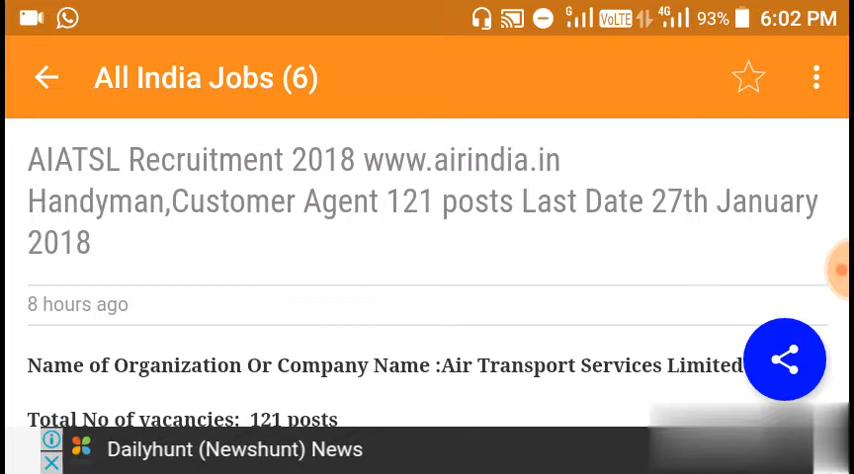 G VoLTE 4G 93% 6:02 PM
All India Jobs (6)
AIATSL Recruitment 2018 www.airindia.in
Handyman,Customer Agent 121 posts Last Date 27th January
2018
8 hours ago
Name of Organization Or Company Name :Air Transport Services Limited
Total No of vacancies: 121 posts
Dailyhunt (Newshunt) News